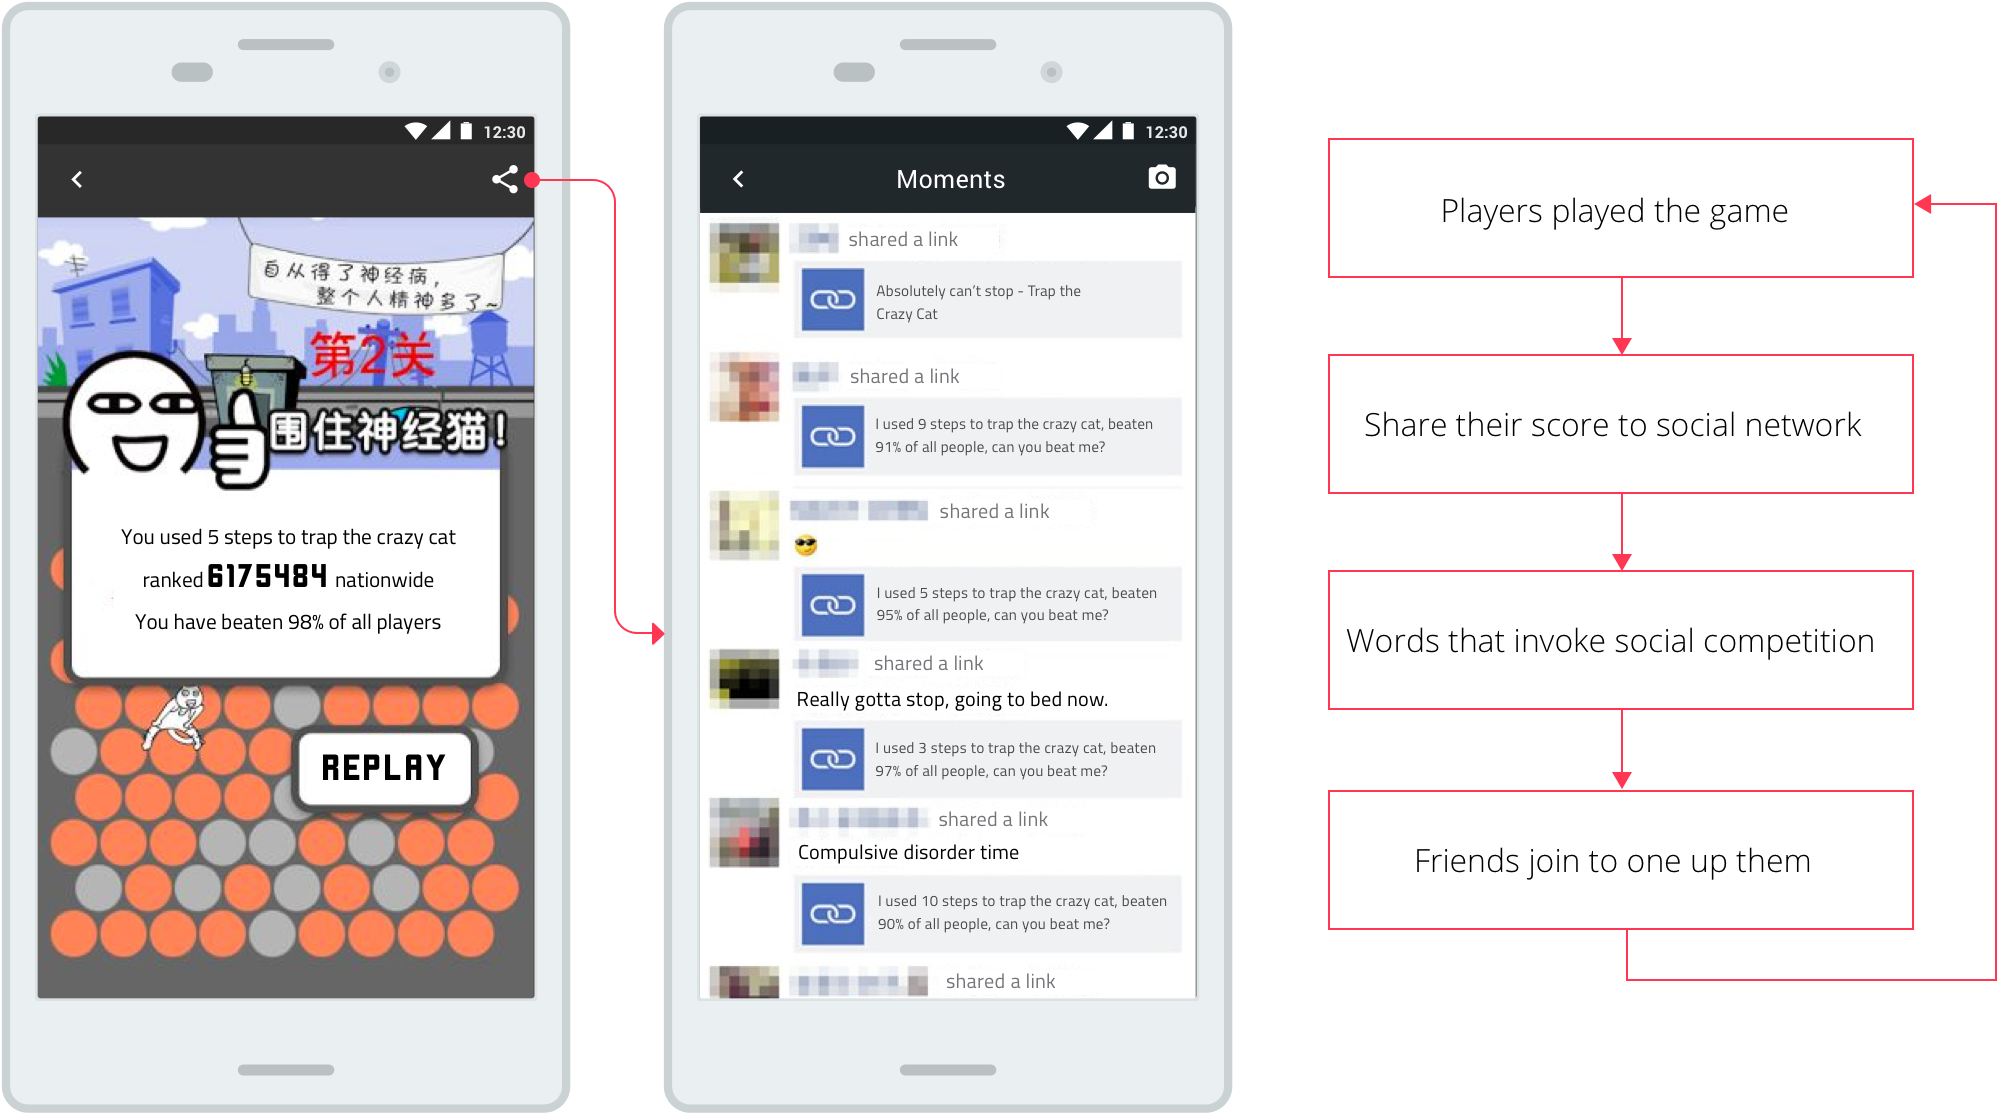 12:30
自从得了神经病，
整个人精神多了~
第2关
围住神经猫!
You used 5 steps to trap the crazy cat
ranked 6175484 nationwide
You have beaten 98% of all players
REPLAY
12:30
Moments
shared a link
Absolutely can't stop - Trap the
Crazy Cat
shared a link
I used 9 steps to trap the crazy cat, beaten
91% of all people, can you beat me?
shared a link
I used 5 steps to trap the crazy cat, beaten
95% of all people, can you beat me?
shared a link
Really gotta stop, going to bed now.
I used 3 steps to trap the crazy cat, beaten
97% of all people, can you beat me?
shared a link
Compulsive disorder time
I used 10 steps to trap the crazy cat, beaten
90% of all people, can you beat me?
shared a link
Players played the game
Share their score to social network
Words that invoke social competition
Friends join to one up them